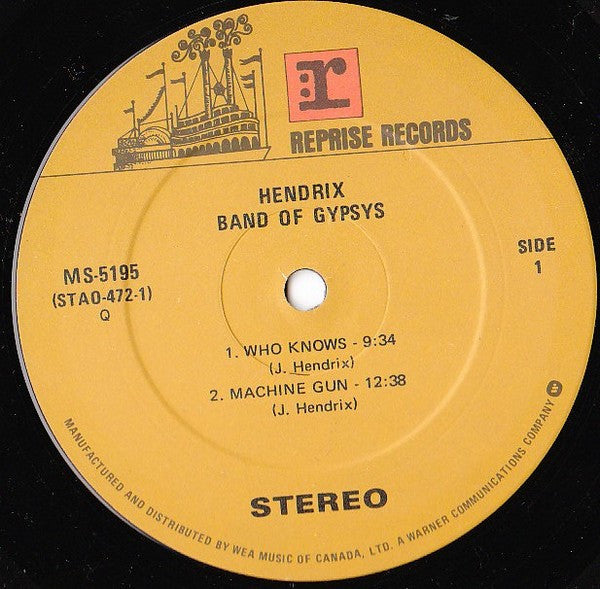 r
REPRISE RECORDS
HENDRIX
BAND OF GYPSYS
MS-5195
(STAO-472-1)
Q
SIDE
1
1. WHO KNOWS - 9:34
(J. Hendrix)
2. MACHINE GUN - 12:38
(J. Hendrix)
STEREO
MANUFACTURED AND DISTRIBUTED BY WEA MUSIC OF CANADA, LTD. A WARNER COMMUNICATIONS COMPANY